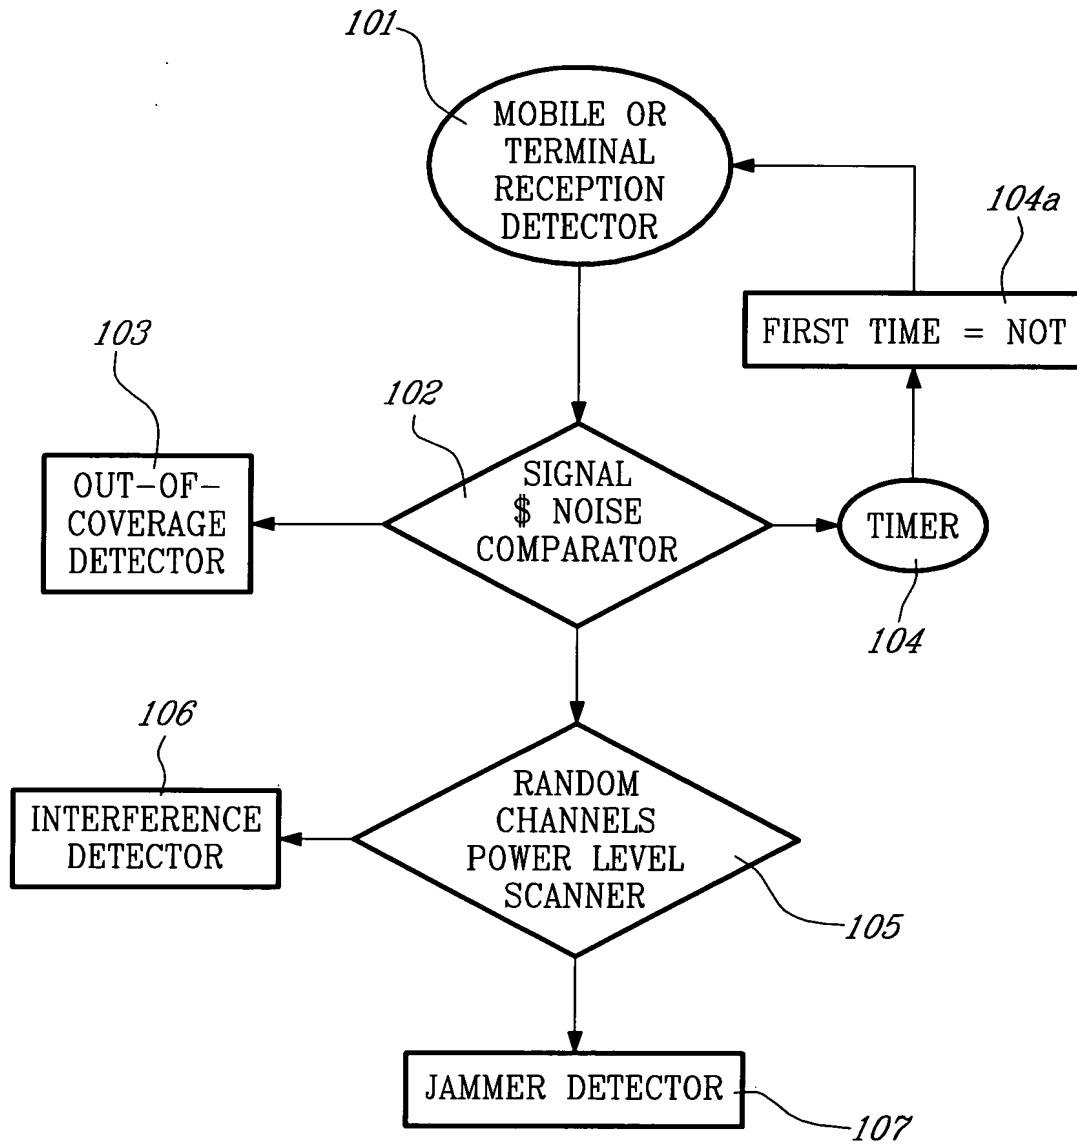 101
MOBILE OR
TERMINAL
RECEPTION
DETECTOR
104a
FIRST TIME = NOT
103
OUT-OF-
COVERAGE
DETECTOR
102
SIGNAL
$ NOISE
COMPARATOR
TIMER
104
106
INTERFERENCE
DETECTOR
RANDOM
CHANNELS
POWER LEVEL
SCANNER
105
JAMMER DETECTOR
107